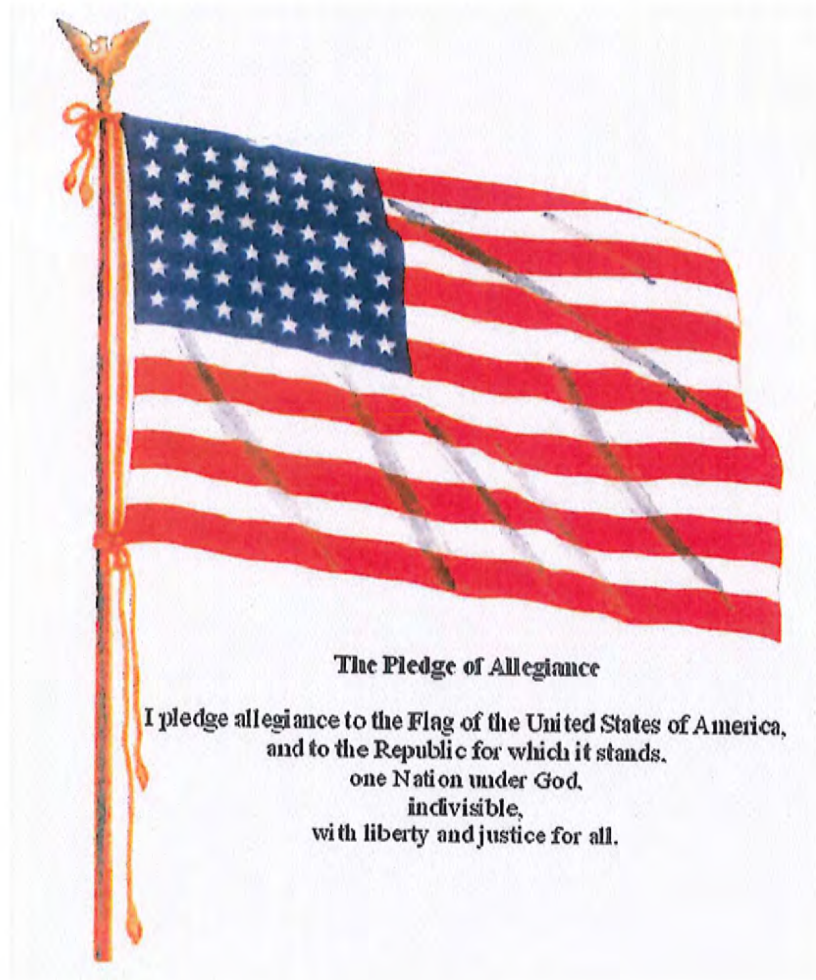 The Pledge of Allegiance
I pledge allegiance to the Flag of the United States of America,
and to the Republic for which it stands.
one Nation under God,
indivisible,
with liberty and justice for all.